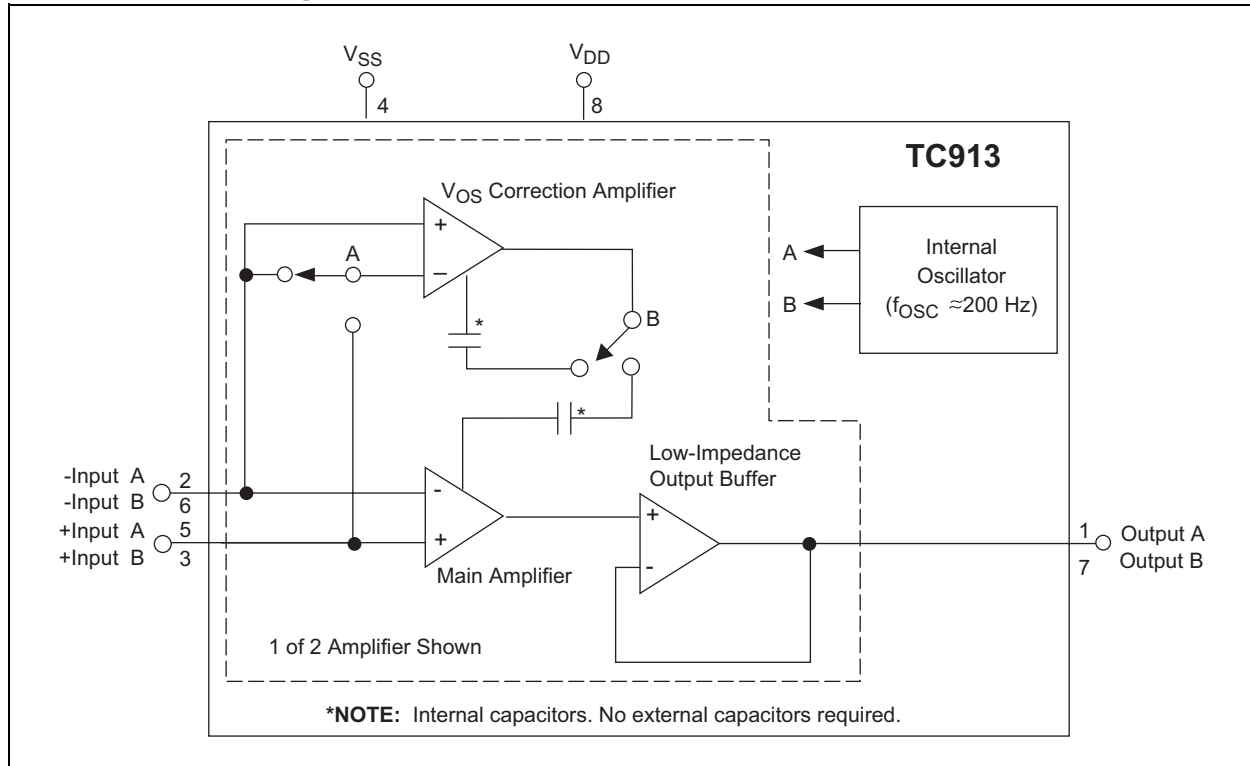 VSS
4
VDD
8
TC913
VOS Correction Amplifier
+
–
A
*
B
*
A
B
Internal
Oscillator
(fOSC ≈200 Hz)
Low-Impedance
Output Buffer
-Input A 2
-Input B 6
+Input A 5
+Input B 3
-
+
Main Amplifier
+
-
1 Output A
7 Output B
1 of 2 Amplifier Shown
*NOTE: Internal capacitors. No external capacitors required.